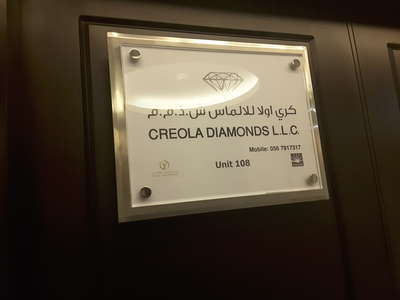 كري اولا للالماس ش.ذ.م.م
CREOLA DIAMONDS L.L.C.
Mobile: 056 7917317
Unit 108